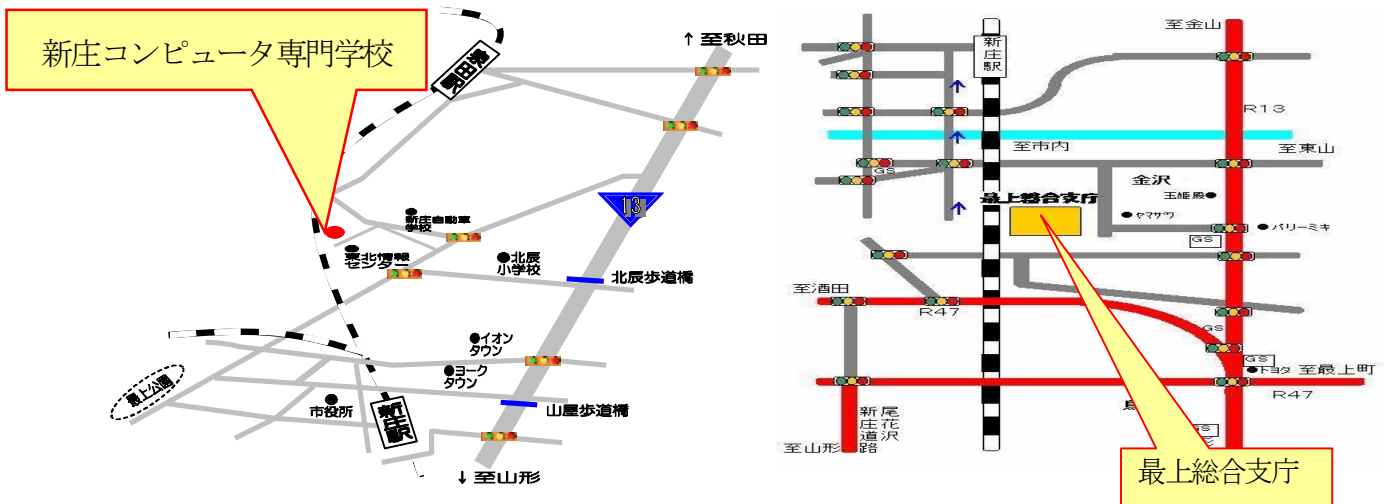 新庄コンピュータ専門学校
↑至秋田
13
●
新庄自動車
学校
●
東北情報
センター
●北辰
小学校
北辰歩道橋
●イオン
タウン
●ヨーク
タウン
最上公園
●
市役所
新庄駅
山屋歩道橋
↓至山形
至金山
新庄駅
R13
至市内
至東山
GS
金沢
玉姫殿●
最上総合支庁
●ヤマザワ
●パリーミキ
GS
至酒田
R47
GS
GS
●トヨタ 至最上町
R47
新庄道路
尾花沢
至山形
GS
最上総合支庁